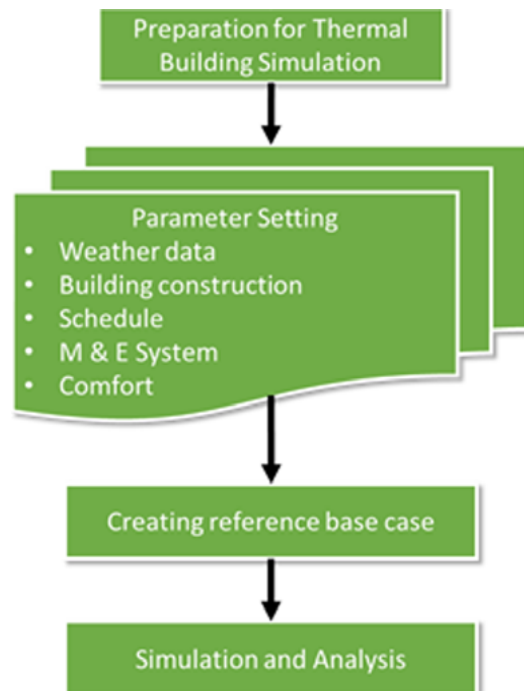 Preparation for Thermal
Building Simulation
Parameter Setting
• Weather data
• Building construction
• Schedule
• M & E System
• Comfort
Creating reference base case
Simulation and Analysis